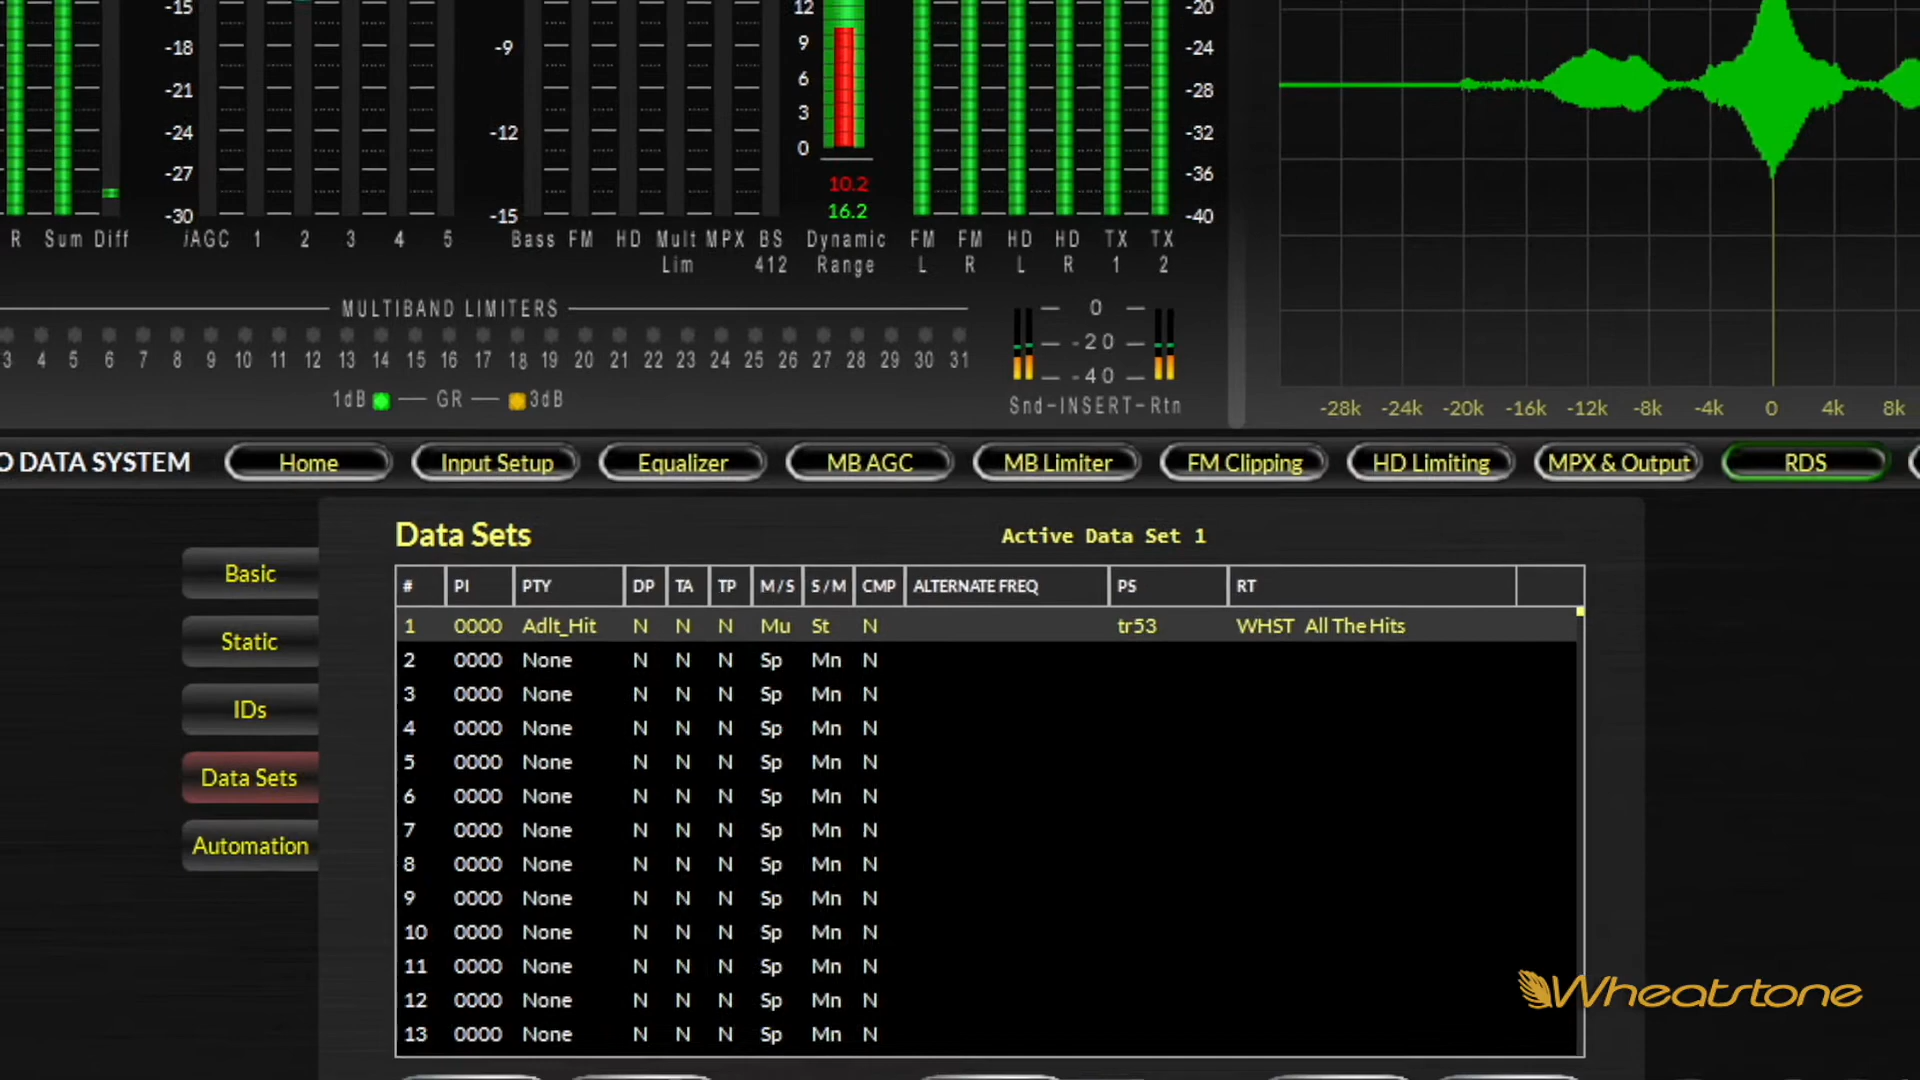 -15 12 -20
-18 -9 9 -24
-21 6 -28
-24 -12 3 -32
-27 0 -36
-30 -15 10.2 -40
16.2
R Sum Diff iAGC 1 2 3 4 5 Bass FM HD Mult Lim MPX BS 412 Dynamic Range FM L FM R HD L HD R TX 1 TX 2
MULTIBAND LIMITERS
3 4 5 6 7 8 9 10 11 12 13 14 15 16 17 18 19 20 21 22 23 24 25 26 27 28 29 30 31
1dB GR 3dB
0
-20
-40
Snd-INSERT-Rtn
-28k -24k -20k -16k -12k -8k -4k 0 4k 8k
O DATA SYSTEM Home Input Setup Equalizer MB AGC MB Limiter FM Clipping HD Limiting MPX & Output RDS
Basic
Static
IDs
Data Sets
Automation
Data Sets Active Data Set 1
# PI PTY DP TA TP M/S S/M CMP ALTERNATE FREQ PS RT
1 0000 Adlt_Hit N N N Mu St N tr53 WHST All The Hits
2 0000 None N N N Sp Mn N
3 0000 None N N N Sp Mn N
4 0000 None N N N Sp Mn N
5 0000 None N N N Sp Mn N
6 0000 None N N N Sp Mn N
7 0000 None N N N Sp Mn N
8 0000 None N N N Sp Mn N
9 0000 None N N N Sp Mn N
10 0000 None N N N Sp Mn N
11 0000 None N N N Sp Mn N
12 0000 None N N N Sp Mn N
13 0000 None N N N Sp Mn N
Wheatstone